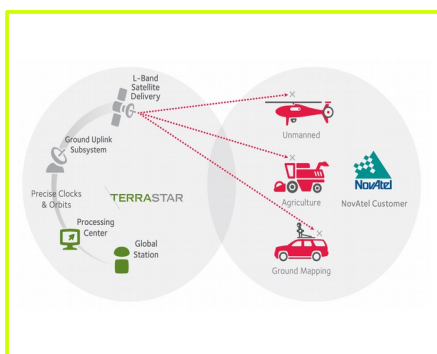 L-Band
Satellite
Delivery
Ground Uplink
Subsystem
Precise Clocks
& Orbits
TERRASTAR
Processing
Center
Global
Station
Unmanned
Agriculture
NovAtel
NovAtel Customer
Ground Mapping